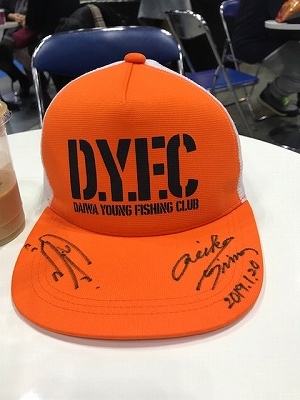 D.Y.F.C
DAIWA YOUNG FISHING CLUB
2019.1.20